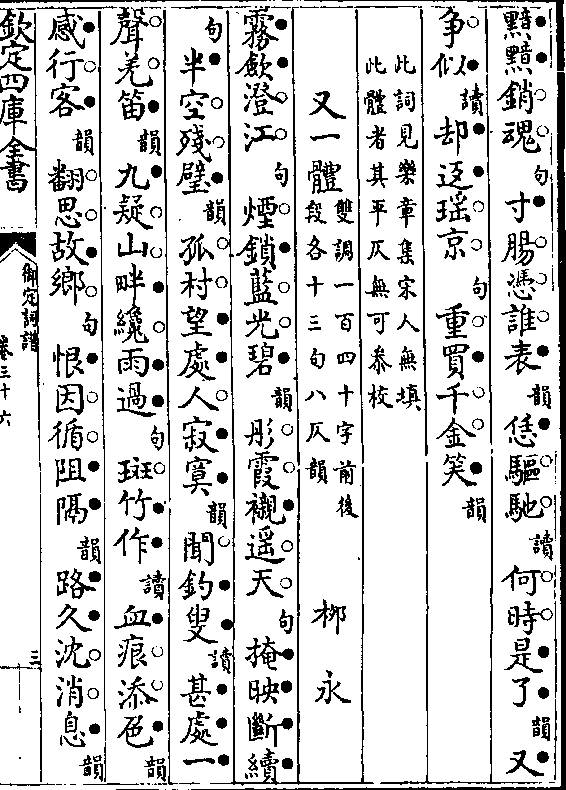 黯黯銷魂句寸腸憑誰表韻恁驅馳讀何時是了韻又
争似讀却返瑶京句重買千金笑韻
此詞見樂章集宋人無填
此體者其平仄無可叅校
又一體雙調一百四十字前後
段各十三句八仄韻柳永
霧歛澄江句煙鎖藍光碧韻彤霞襯遥天句掩映斷續
句半空殘璧韻孤村望處人寂寞韻聞釣叟讀甚處一
聲羌笛韻九疑山畔纔雨過句斑竹作讀血痕添色韻
感行客韻翻思故鄉句恨因循阻隔韻路久沈消息韻
欽定四庫全書
御定詞譜
卷三十六
三